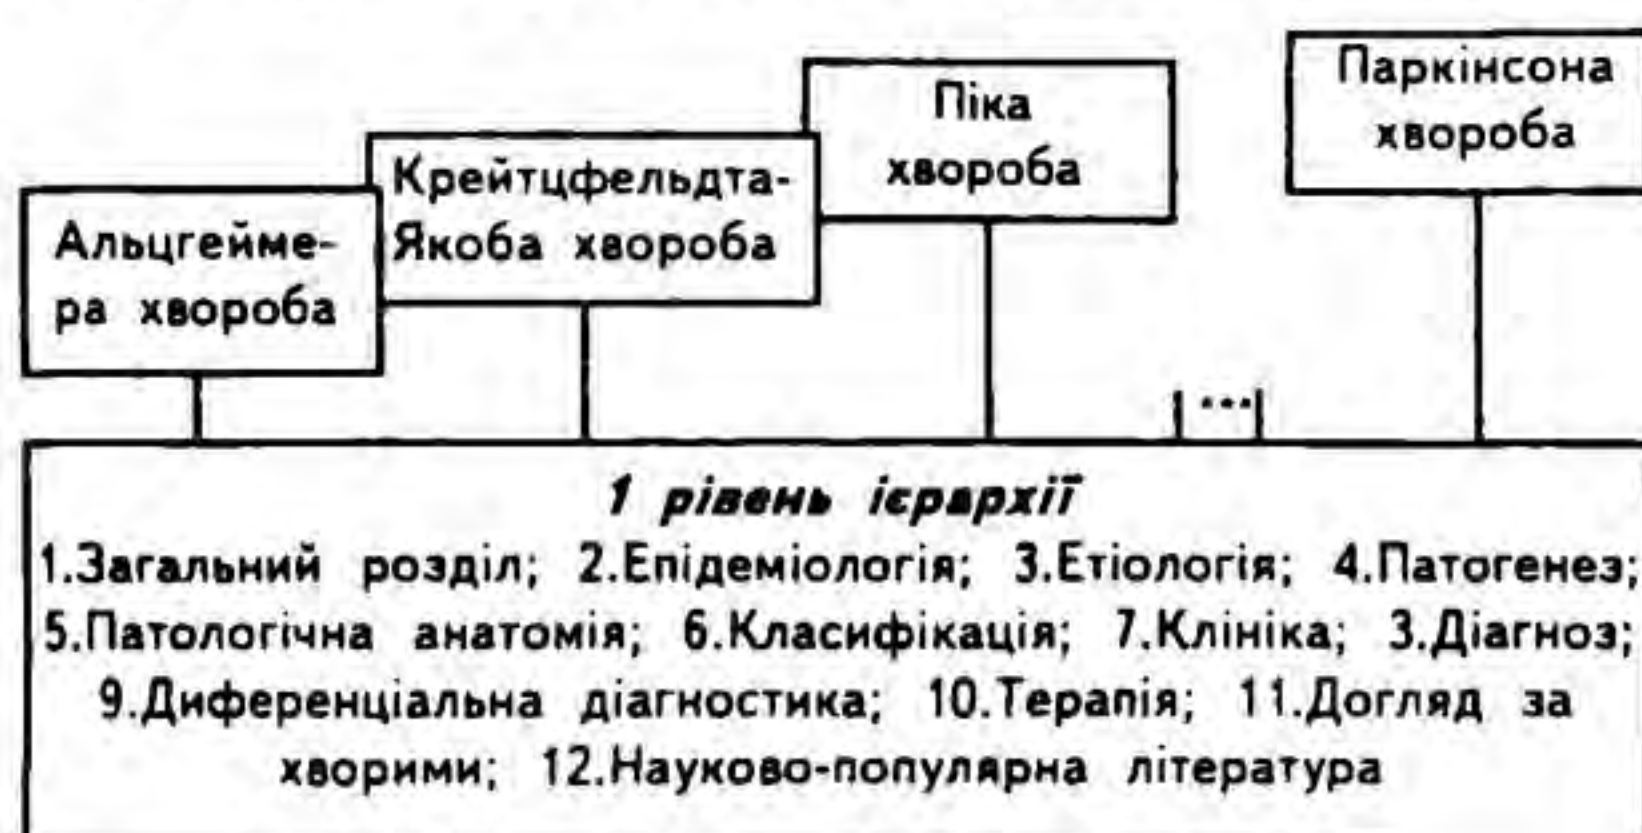 Паркінсона
хвороба
Піка
хвороба
Крейтцфельдта-
Якоба хвороба
Альцгейме-
ра хвороба
...
1 рівень ієрархії
1.Загальний розділ; 2.Епідеміологія; 3.Етіологія; 4.Патогенез;
5.Патологічна анатомія; 6.Класифікація; 7.Клініка; 3.Діагноз;
9.Диференціальна діагностика; 10.Терапія; 11.Догляд за
хворими; 12.Науково-популярна література